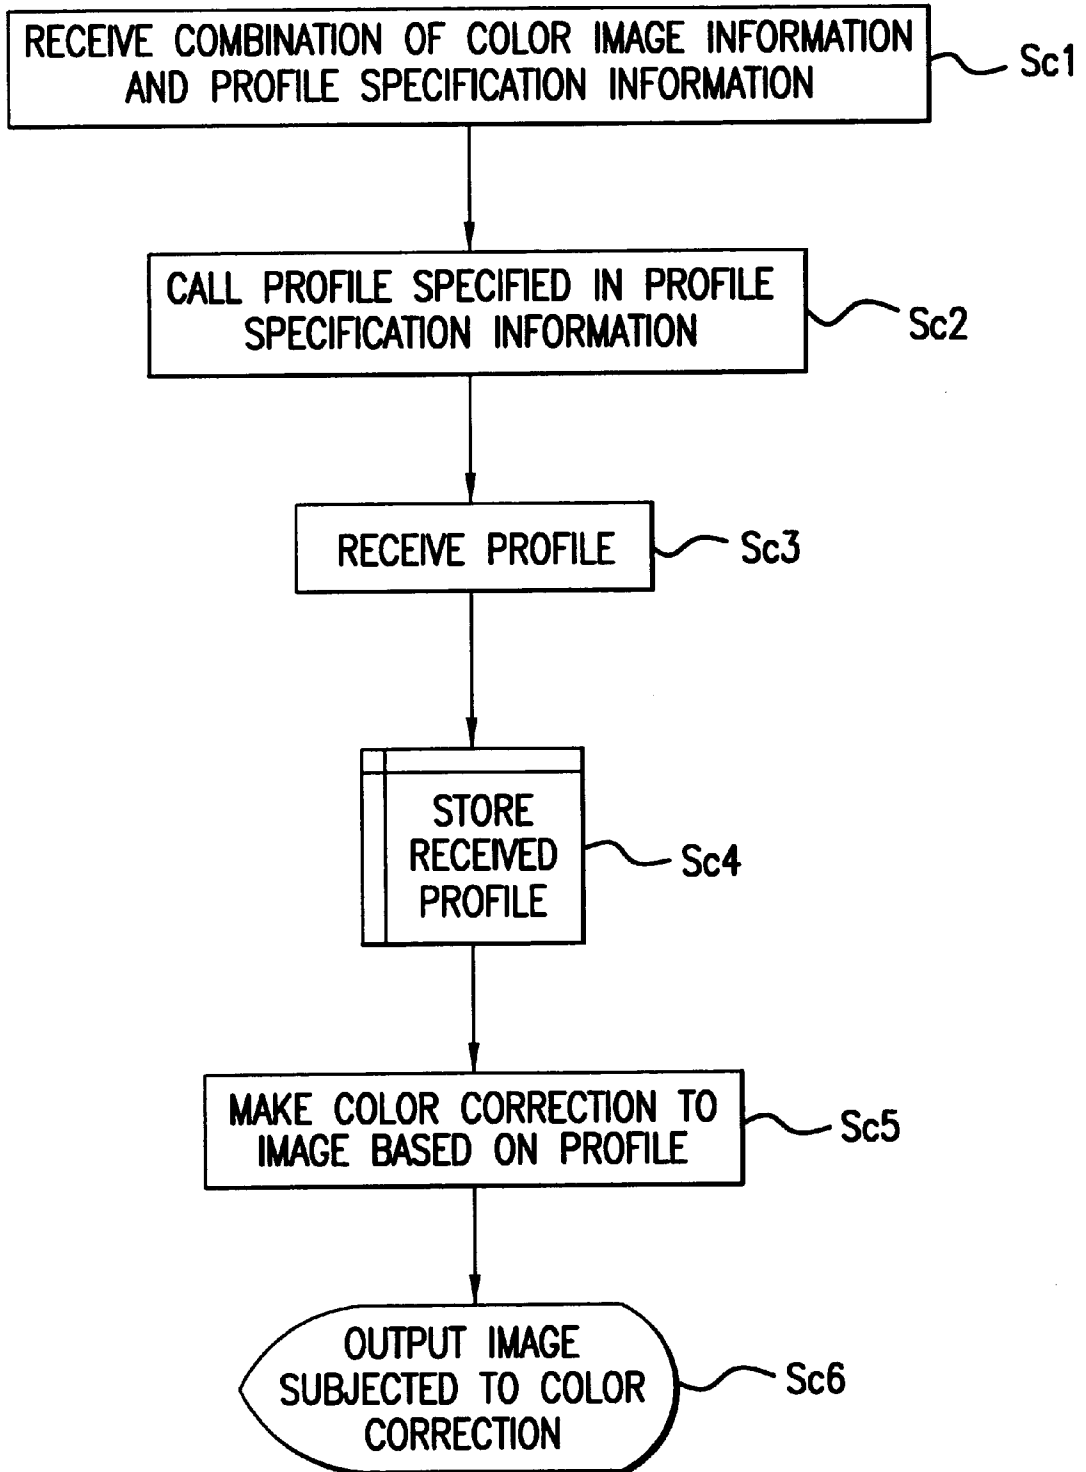 RECEIVE COMBINATION OF COLOR IMAGE INFORMATION
AND PROFILE SPECIFICATION INFORMATION
Sc1
CALL PROFILE SPECIFIED IN PROFILE
SPECIFICATION INFORMATION
Sc2
RECEIVE PROFILE
Sc3
STORE
RECEIVED
PROFILE
Sc4
MAKE COLOR CORRECTION TO
IMAGE BASED ON PROFILE
Sc5
OUTPUT IMAGE
SUBJECTED TO COLOR
CORRECTION
Sc6